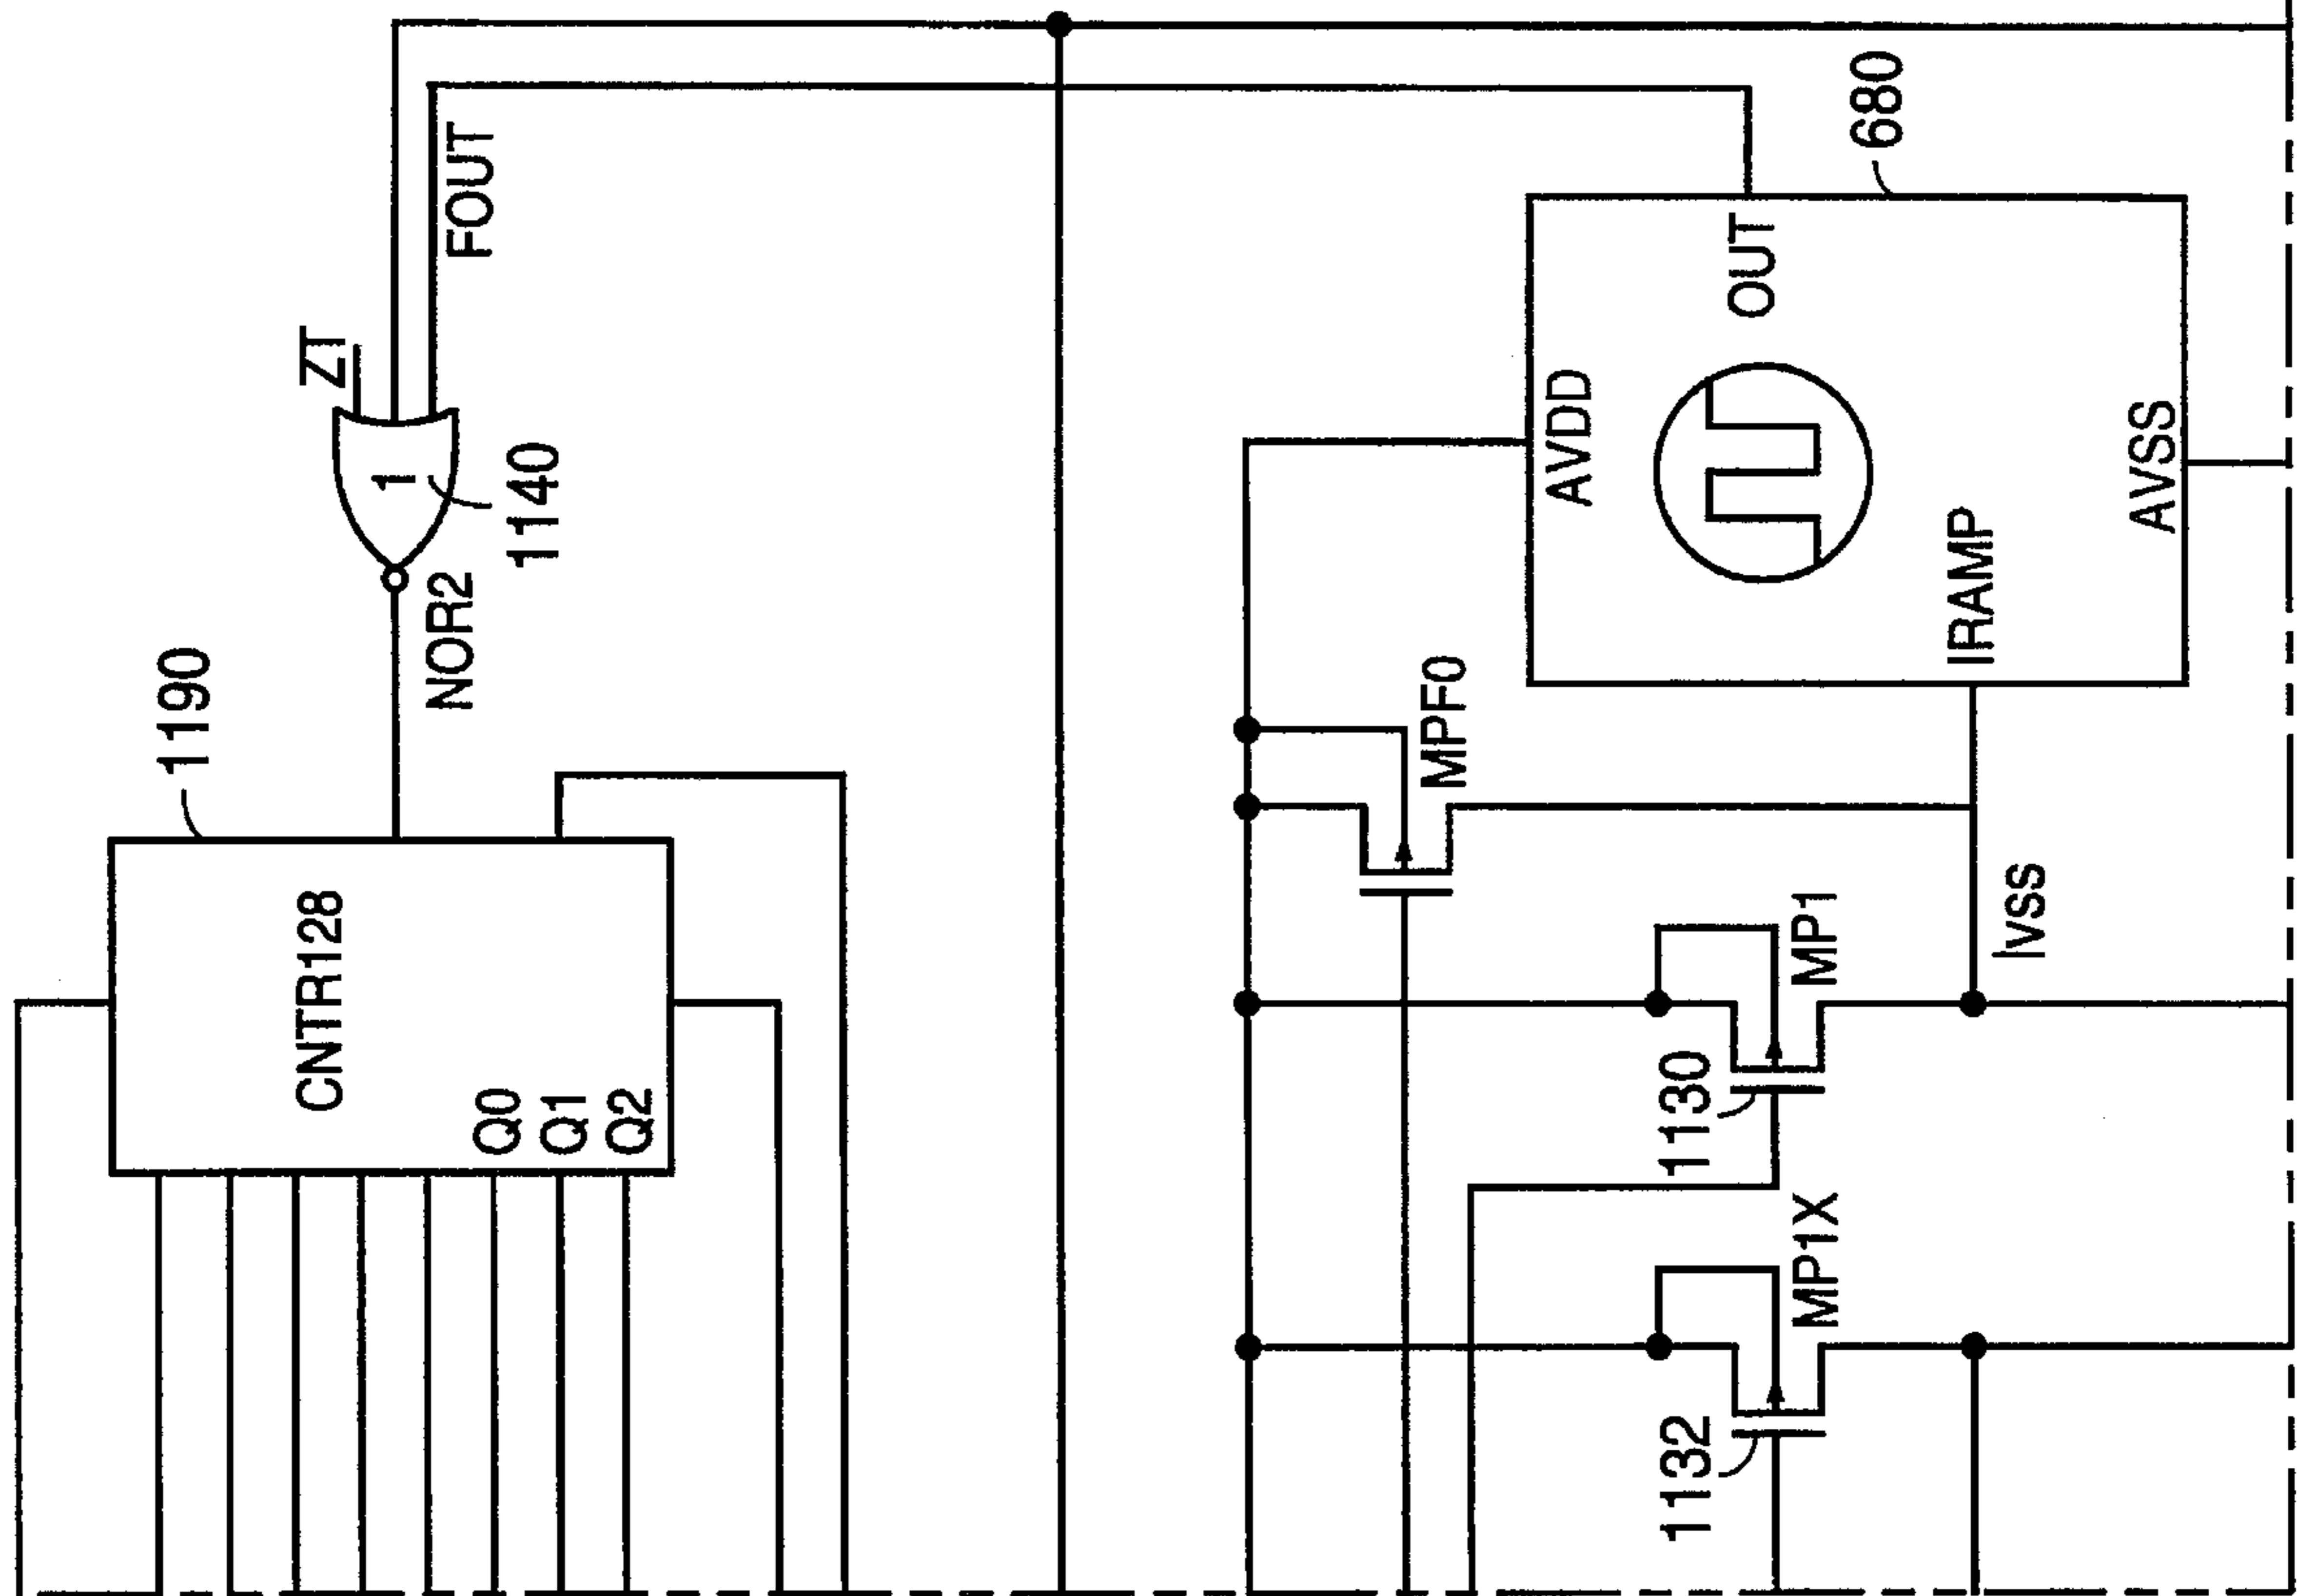 1190
CNTR128
Q0
Q1
Q2
NOR2
1140
1
Z̅T̅
FOUT
680
AVDD
OUT
IRAMP
AVSS
MPF0
1130
MP1
IVSS
1132
MP1X